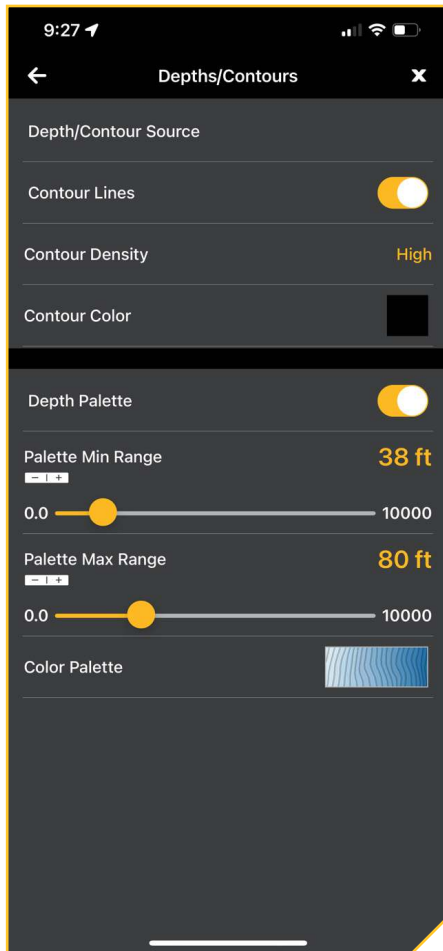 9:27
Depths/Contours X
Depth/Contour Source
Contour Lines
Contour Density High
Contour Color
Depth Palette
Palette Min Range 38 ft
- | +
0.0 10000
Palette Max Range 80 ft
- | +
0.0 10000
Color Palette